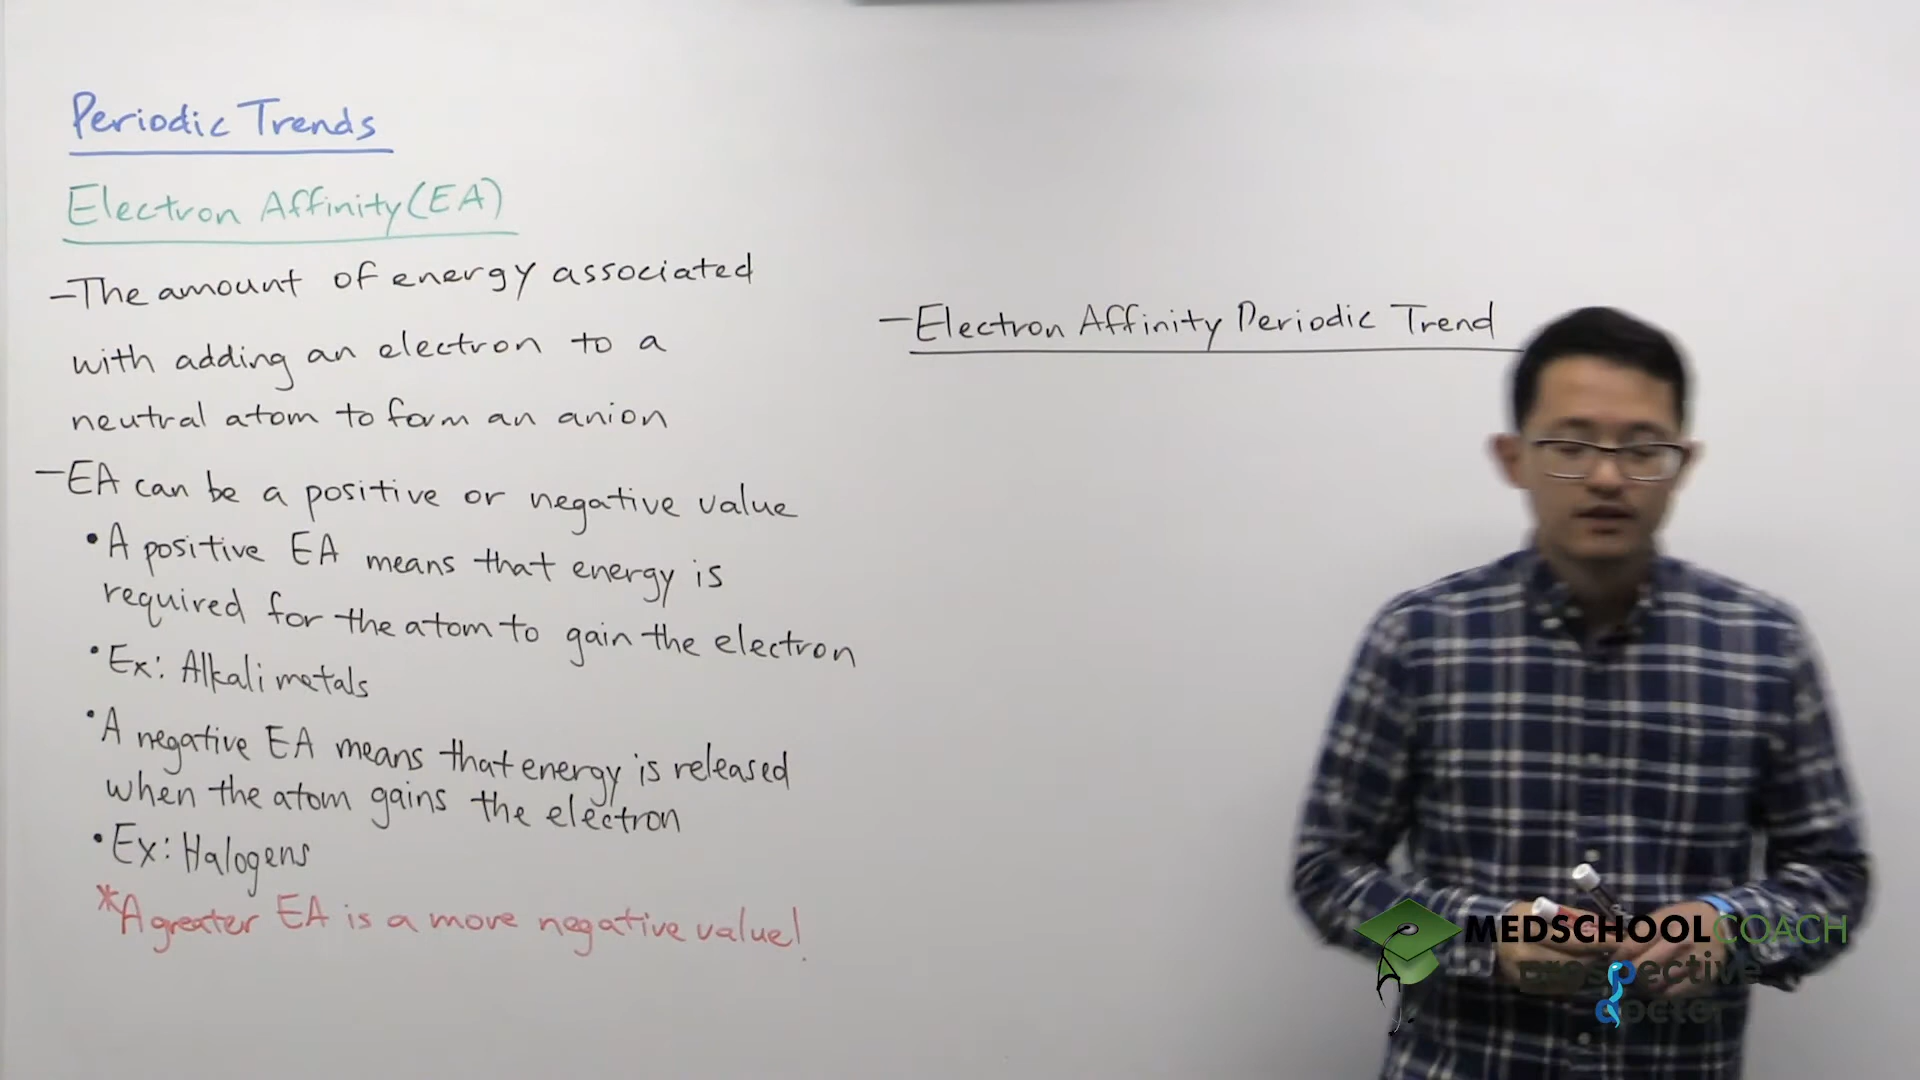 Periodic Trends
Electron Affinity (EA)
-The amount of energy associated
with adding an electron to a
neutral atom to form an anion
-EA can be a positive or negative value
•A positive EA means that energy is
required for the atom to gain the electron
•Ex: Alkali metals
•A negative EA means that energy is released
when the atom gains the electron
•Ex: Halogens
*A greater EA is a more negative value!
-Electron Affinity Periodic Trend
MEDSCHOOLCOACH
prospective